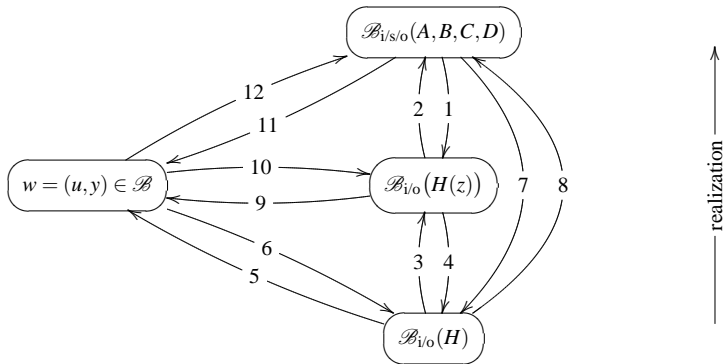 ℬi/s/o(A,B,C,D)
12
11
2
1
w = (u,y) ∈ ℬ
10
9
ℬi/o(H(z))
7
8
6
5
3
4
ℬi/o(H)
realization